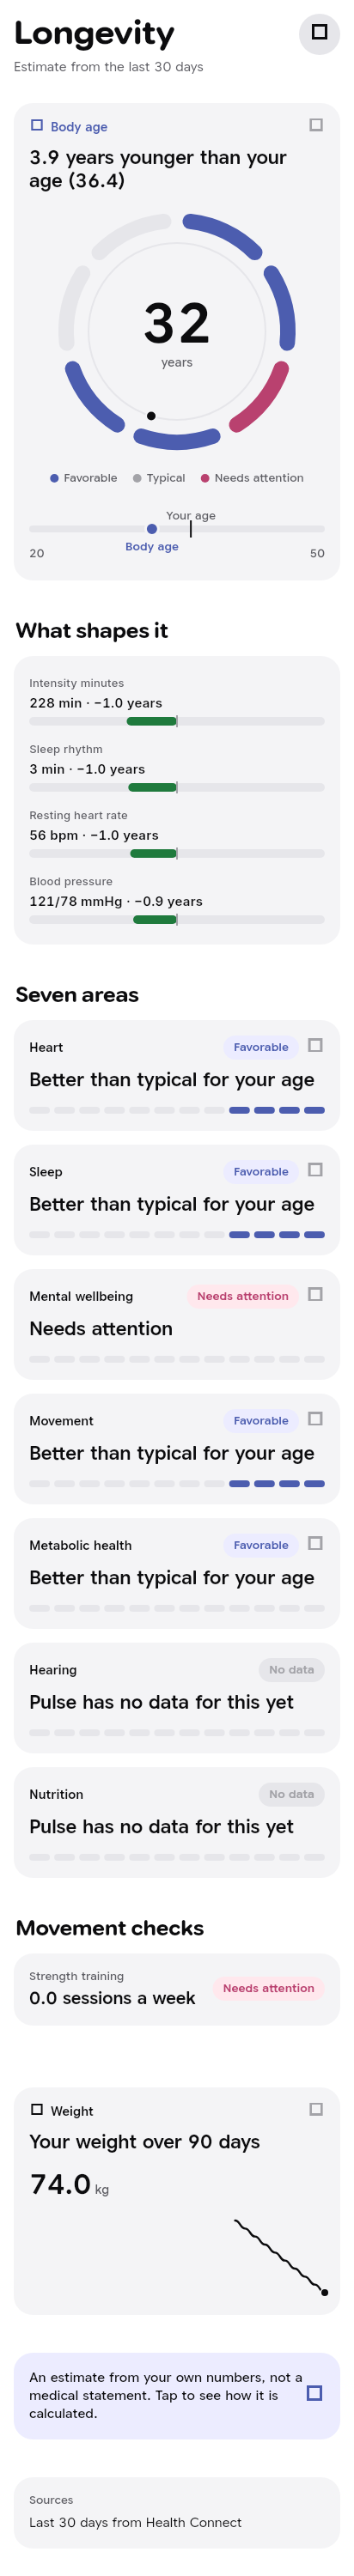 Longevity
Estimate from the last 30 days
Body age
3.9 years younger than your
age (36.4)
32
years
Favorable
Typical
Needs attention
Your age
Body age
20
50
What shapes it
Intensity minutes
228 min · −1.0 years
Sleep rhythm
3 min · −1.0 years
Resting heart rate
56 bpm · −1.0 years
Blood pressure
121/78 mmHg · −0.9 years
Seven areas
Heart
Favorable
Better than typical for your age
Sleep
Favorable
Better than typical for your age
Mental wellbeing
Needs attention
Needs attention
Movement
Favorable
Better than typical for your age
Metabolic health
Favorable
Better than typical for your age
Hearing
No data
Pulse has no data for this yet
Nutrition
No data
Pulse has no data for this yet
Movement checks
Strength training
0.0 sessions a week
Needs attention
Weight
Your weight over 90 days
74.0 kg
An estimate from your own numbers, not a
medical statement. Tap to see how it is
calculated.
Sources
Last 30 days from Health Connect